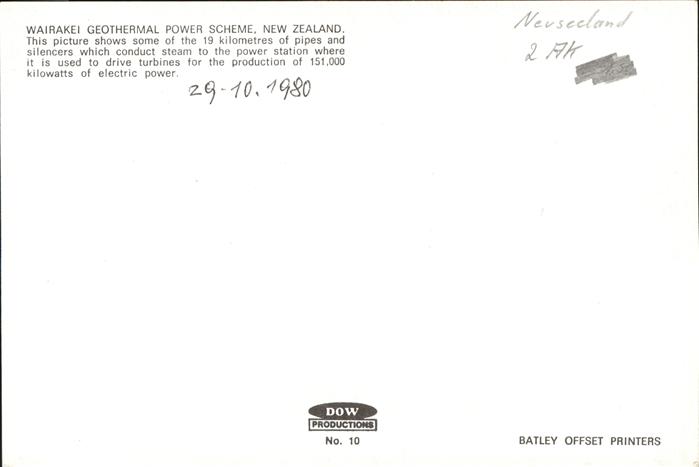 WAIRAKEI GEOTHERMAL POWER SCHEME, NEW ZEALAND.
This picture shows some of the 19 kilometres of pipes and
silencers which conduct steam to the power station where
it is used to drive turbines for the production of 151,000
kilowatts of electric power.
29-10.1980
Neuseeland
2 AK
DOW
PRODUCTIONS
No. 10
BATLEY OFFSET PRINTERS